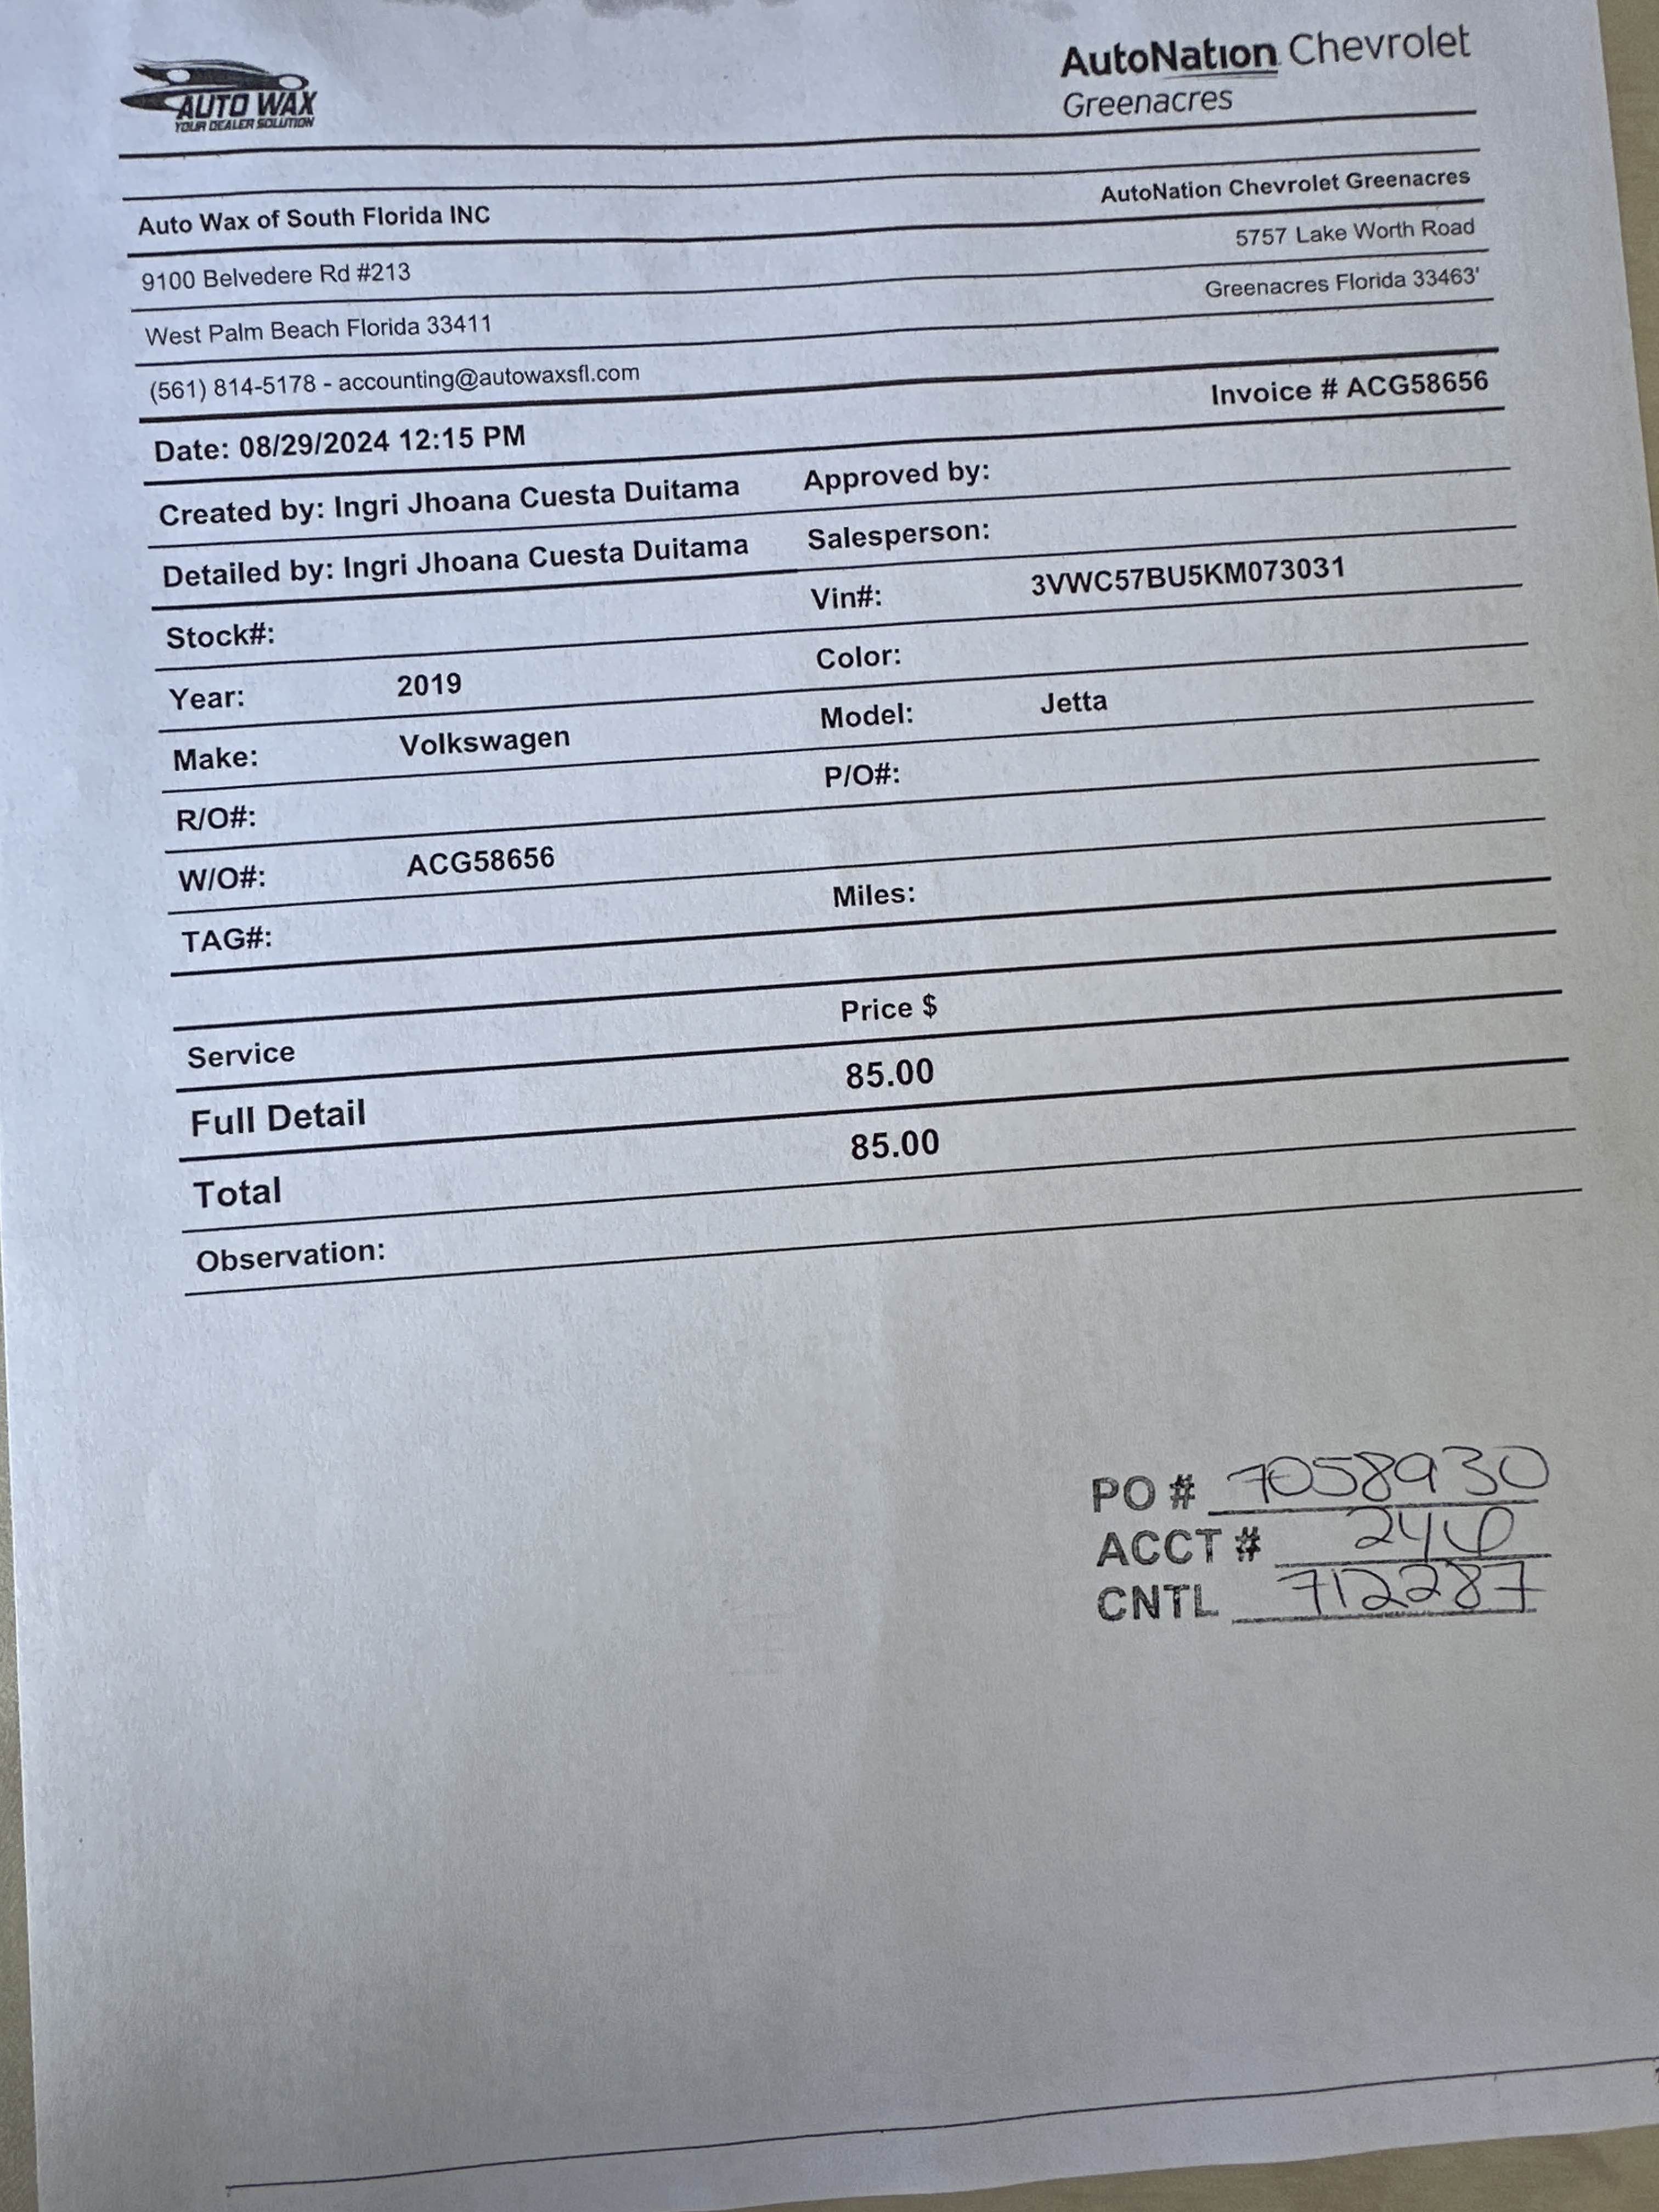 AUTO WAX
YOUR DEALER SOLUTION
AutoNation Chevrolet
Greenacres
Auto Wax of South Florida INC
AutoNation Chevrolet Greenacres
9100 Belvedere Rd #213
5757 Lake Worth Road
West Palm Beach Florida 33411
Greenacres Florida 33463'
(561) 814-5178 - accounting@autowaxsfl.com
Date: 08/29/2024 12:15 PM
Invoice # ACG58656
Created by: Ingri Jhoana Cuesta Duitama
Approved by:
Detailed by: Ingri Jhoana Cuesta Duitama
Salesperson:
Stock#:
Vin#: 3VWC57BU5KM073031
Year: 2019
Color:
Make: Volkswagen
Model: Jetta
R/O#:
P/O#:
W/O#: ACG58656
TAG#:
Miles:
Service Price $
Full Detail 85.00
Total 85.00
Observation:
PO # 7058930
ACCT # 246
CNTL 712287